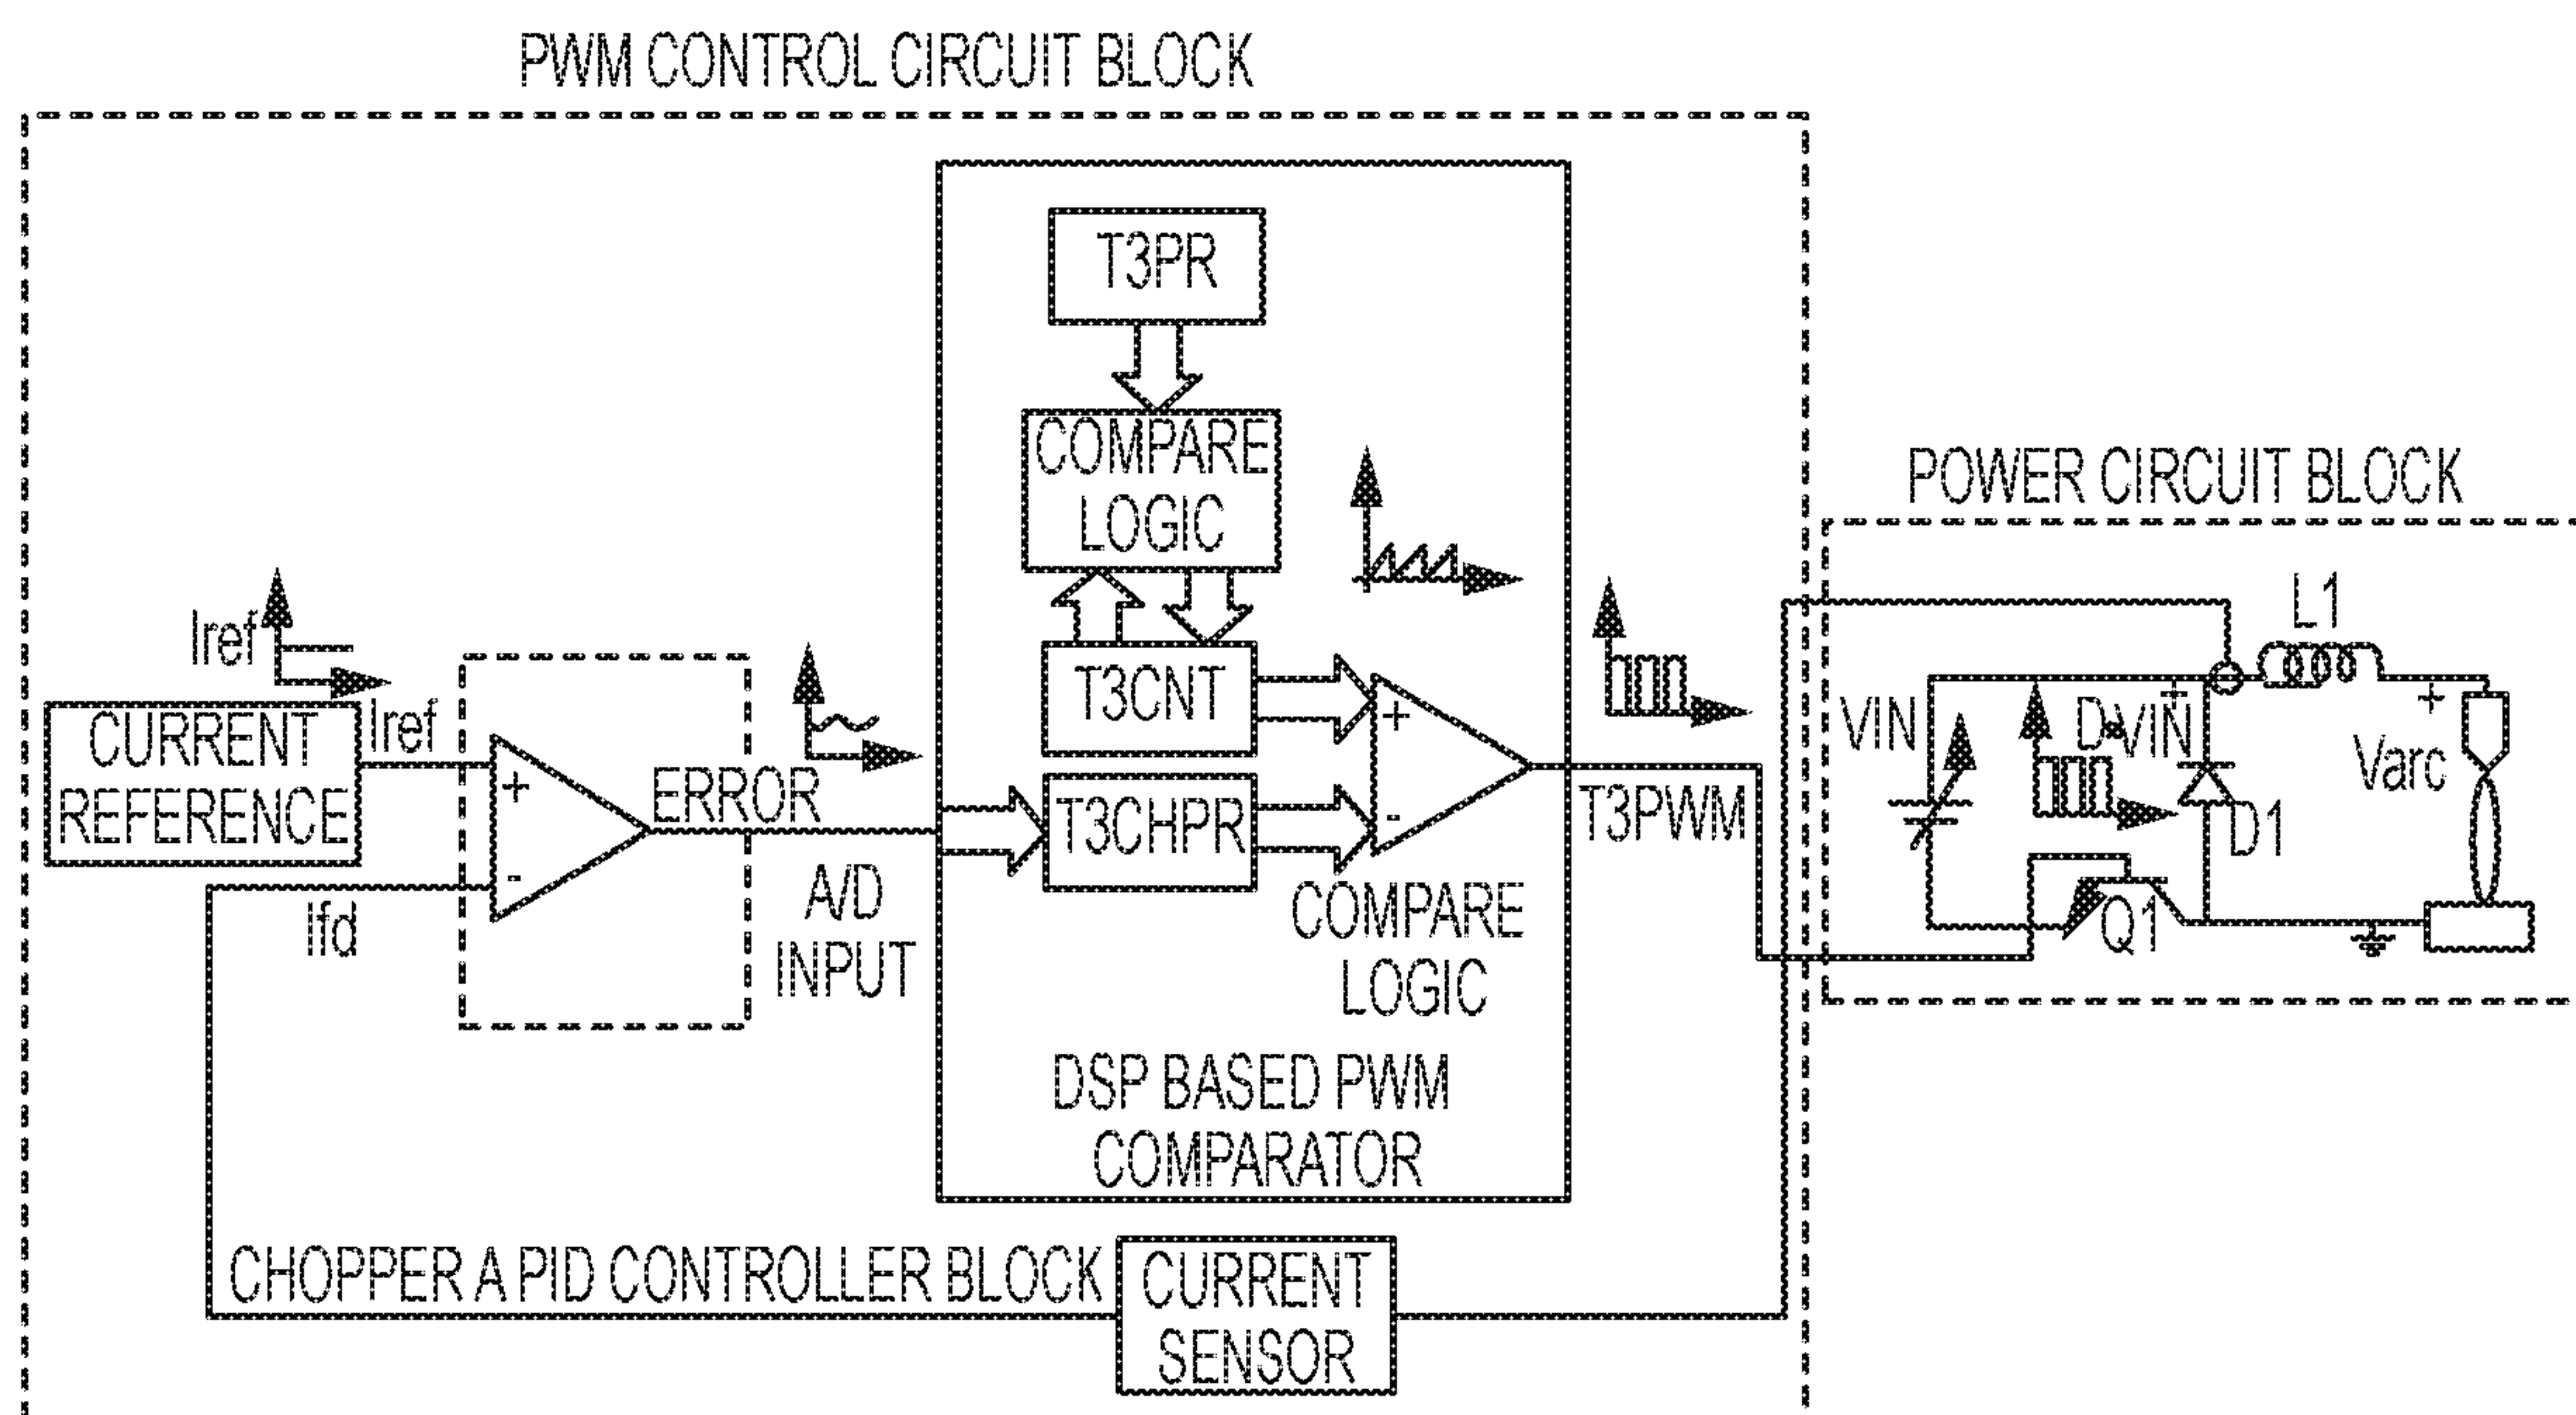 PWM CONTROL CIRCUIT BLOCK
T3PR
COMPARE
LOGIC
POWER CIRCUIT BLOCK
Iref
CURRENT
REFERENCE
Iref
+
-
Ifd
ERROR
A/D
INPUT
T3CNT
T3CHPR
+
-
COMPARE
LOGIC
T3PWM
DSP BASED PWM
COMPARATOR
L1
VIN
D*VIN
+
D1
Q1
+
Varc
CHOPPER A PID CONTROLLER BLOCK
CURRENT
SENSOR